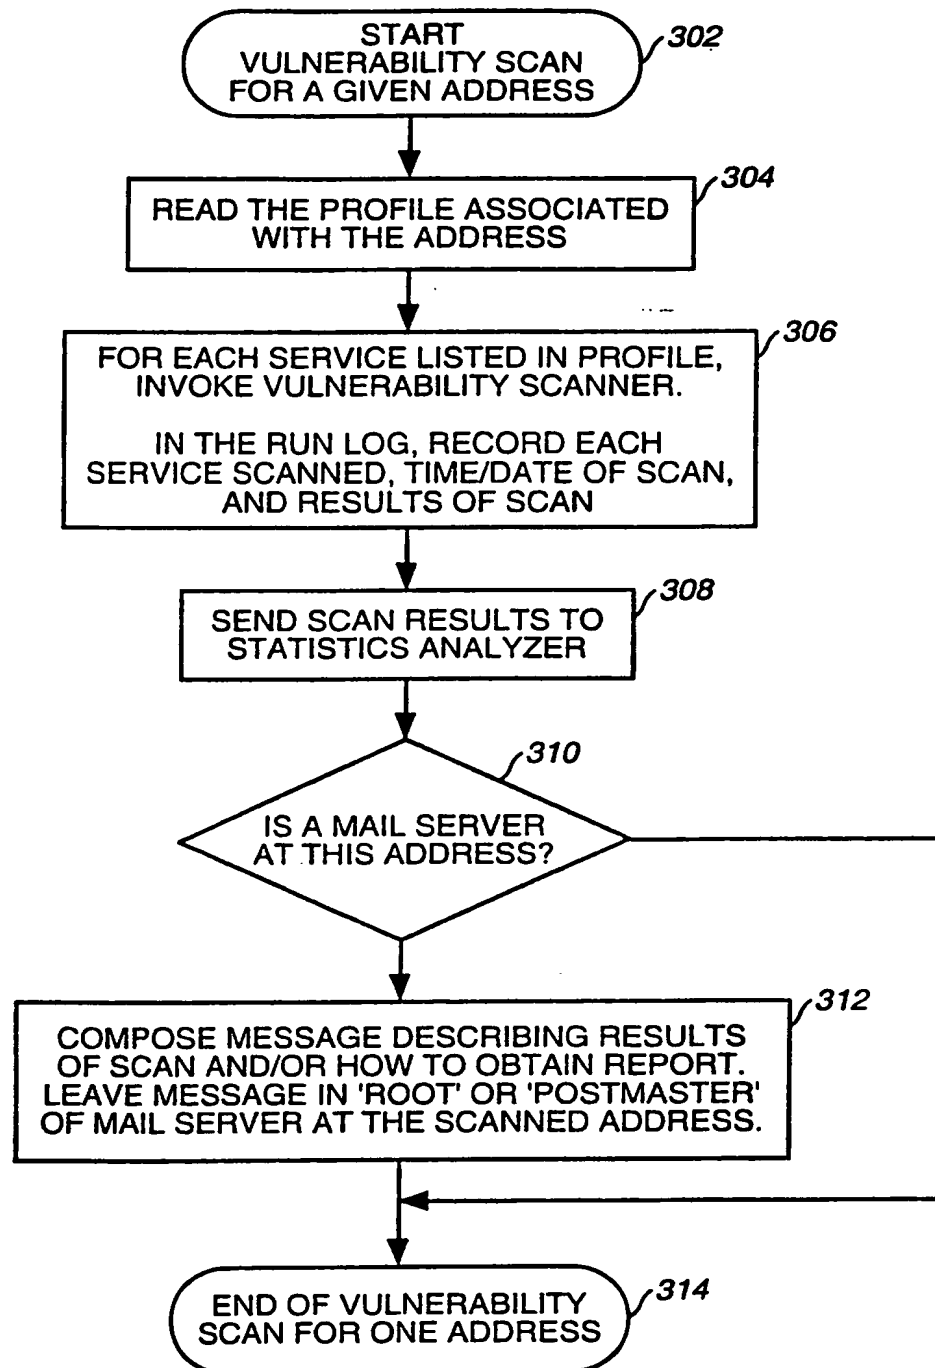 START
VULNERABILITY SCAN
FOR A GIVEN ADDRESS
302
READ THE PROFILE ASSOCIATED
WITH THE ADDRESS
304
FOR EACH SERVICE LISTED IN PROFILE,
INVOKE VULNERABILITY SCANNER.
IN THE RUN LOG, RECORD EACH
SERVICE SCANNED, TIME/DATE OF SCAN,
AND RESULTS OF SCAN
306
SEND SCAN RESULTS TO
STATISTICS ANALYZER
308
IS A MAIL SERVER
AT THIS ADDRESS?
310
COMPOSE MESSAGE DESCRIBING RESULTS
OF SCAN AND/OR HOW TO OBTAIN REPORT.
LEAVE MESSAGE IN 'ROOT' OR 'POSTMASTER'
OF MAIL SERVER AT THE SCANNED ADDRESS.
312
END OF VULNERABILITY
SCAN FOR ONE ADDRESS
314